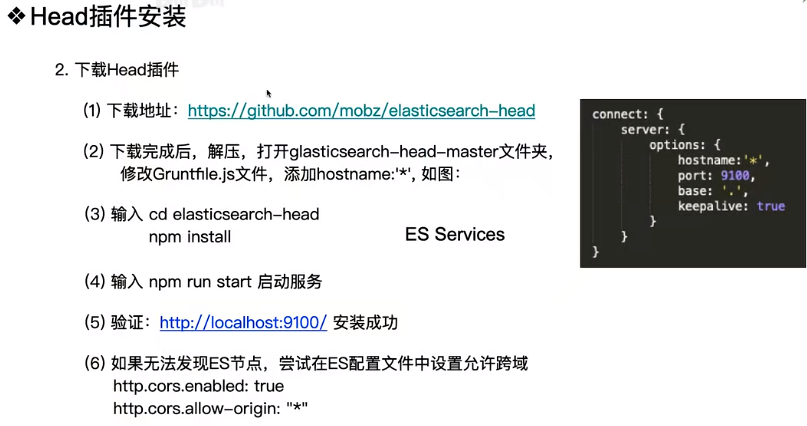 ❖Head插件安装
2. 下载Head插件
(1) 下载地址：https://github.com/mobz/elasticsearch-head
(2) 下载完成后，解压，打开glasticsearch-head-master文件夹，
修改Gruntfile.js文件，添加hostname:'*', 如图：
(3) 输入 cd elasticsearch-head
npm install
ES Services
(4) 输入 npm run start 启动服务
(5) 验证：http://localhost:9100/ 安装成功
(6) 如果无法发现ES节点，尝试在ES配置文件中设置允许跨域
http.cors.enabled: true
http.cors.allow-origin: "*"
connect: {
server: {
options: {
hostname:'*',
port: 9100,
base: '.',
keepalive: true
}
}
}